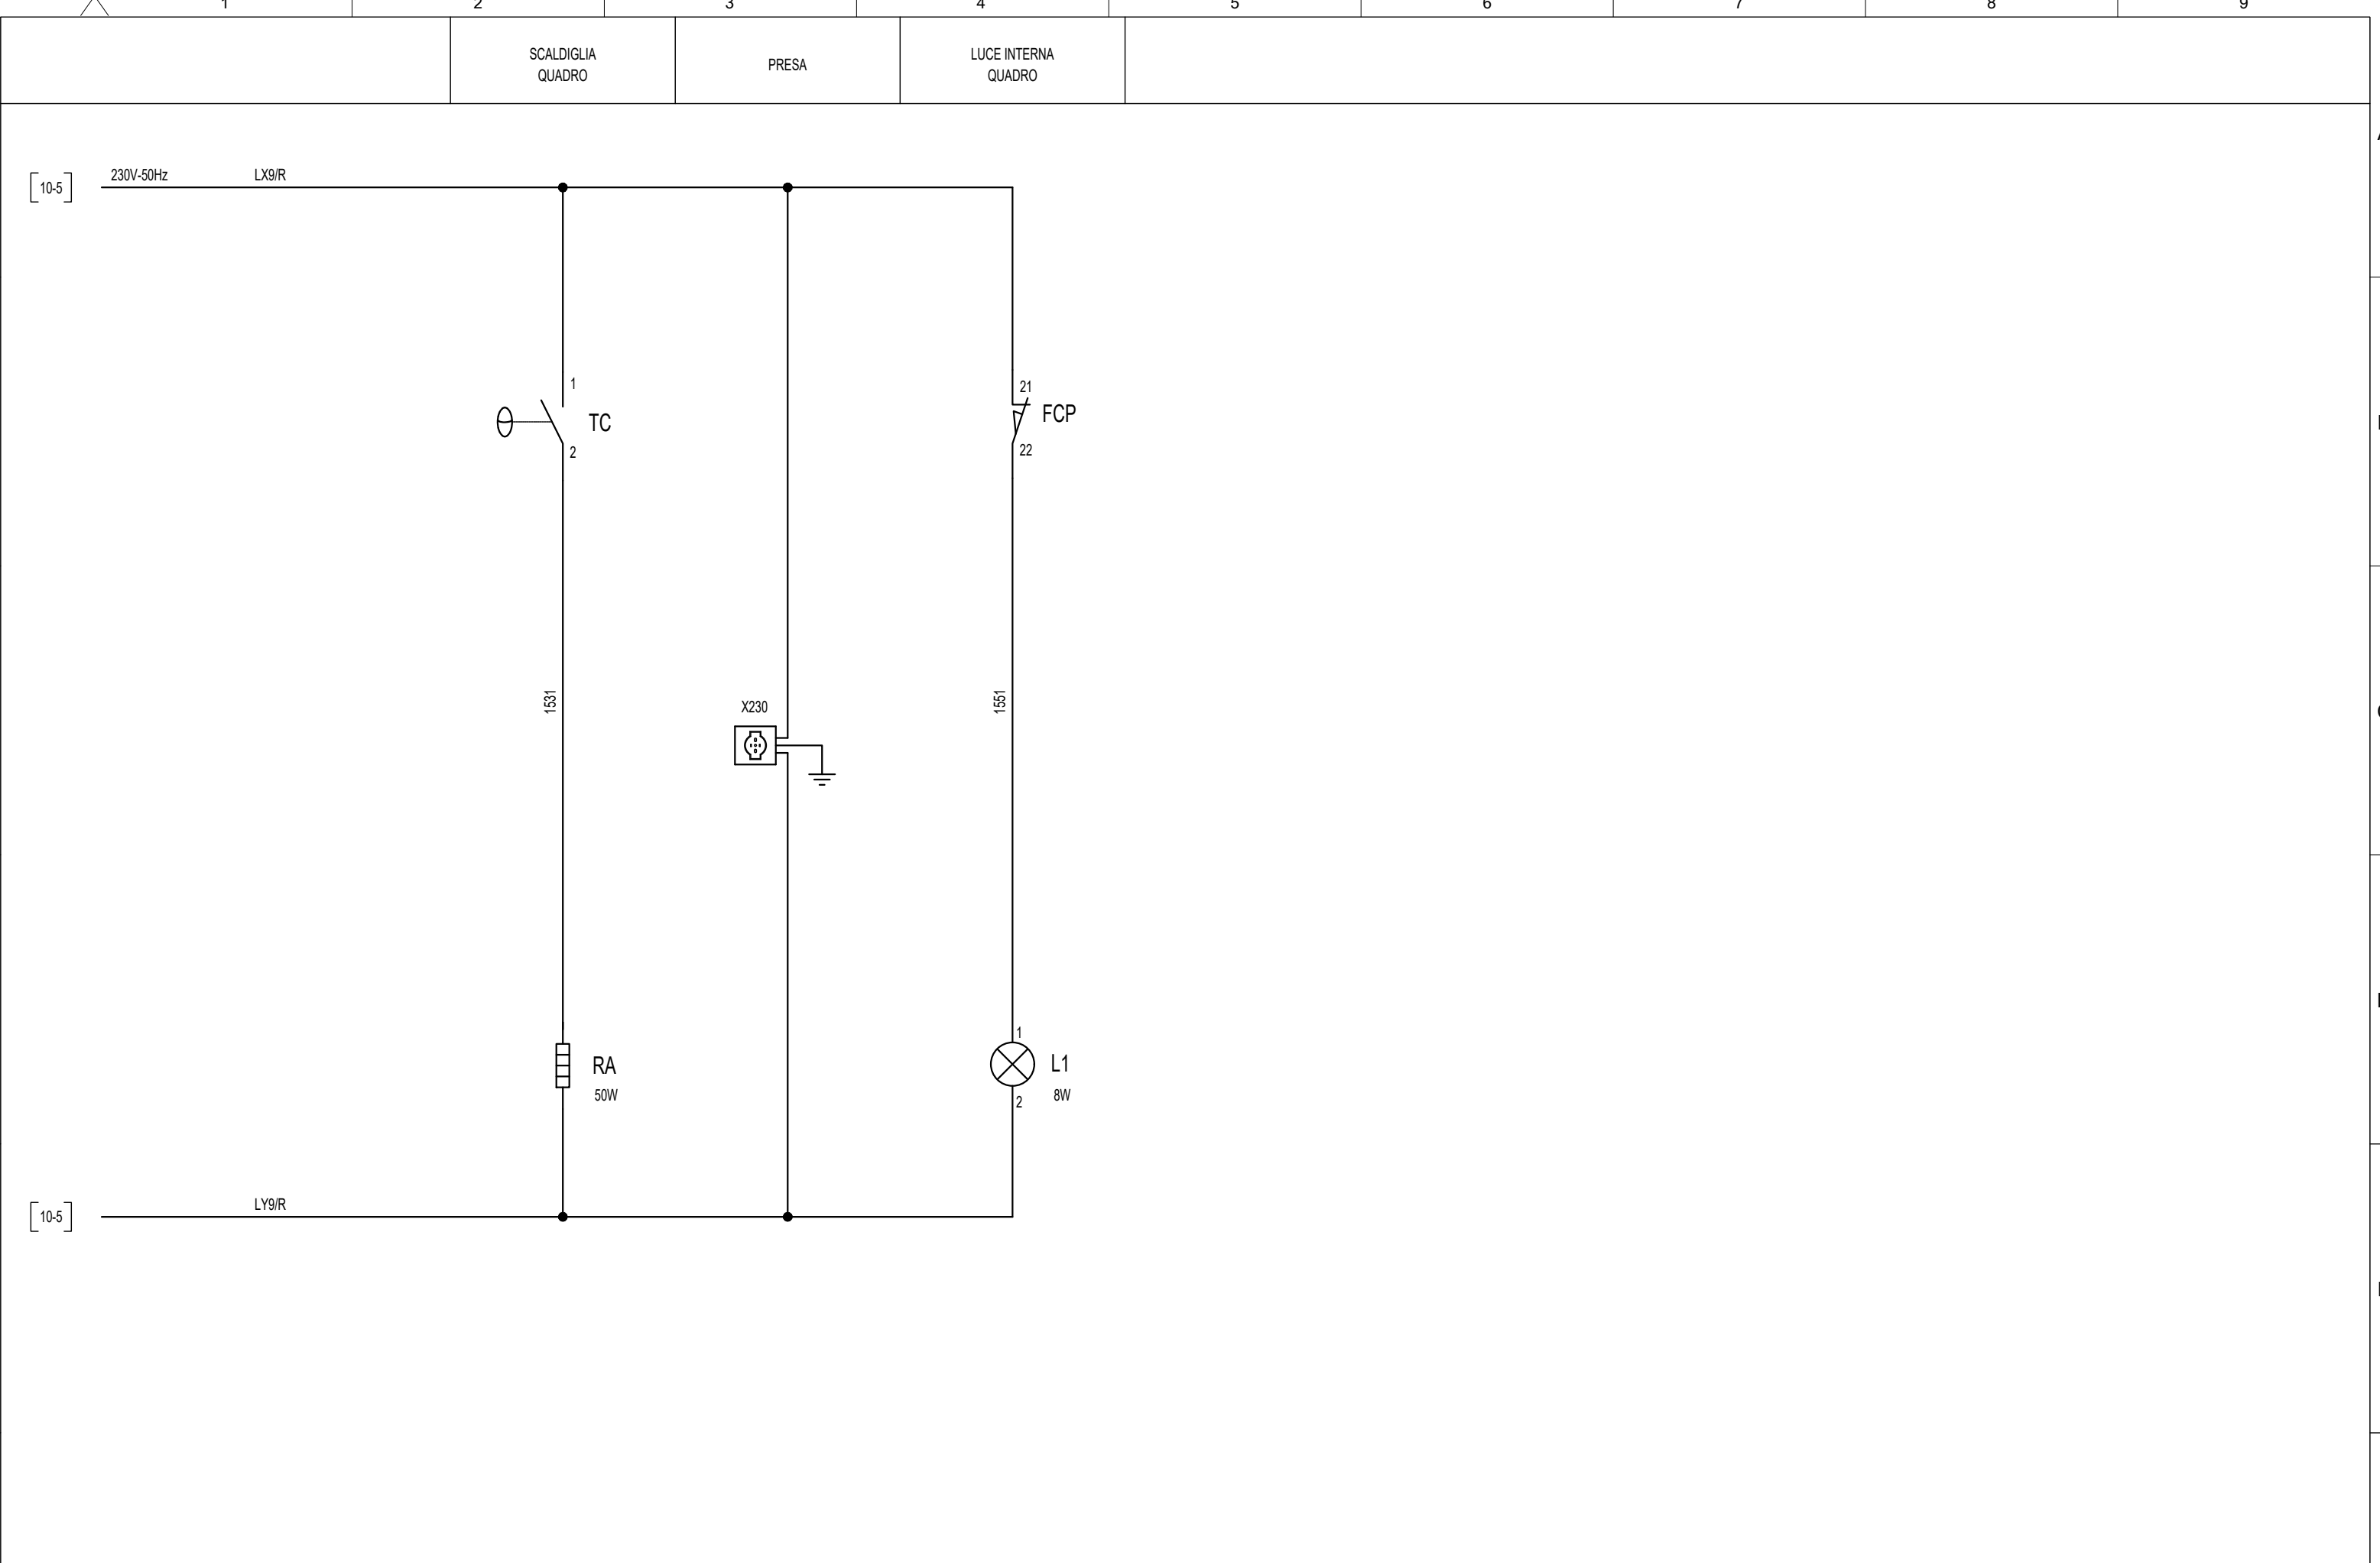 1 2 3 4 5 6 7 8 9
SCALDIGLIA
QUADRO
PRESA
LUCE INTERNA
QUADRO
10-5
230V-50Hz
LX9/R
1
TC
2
21
FCP
22
1531
X230
1551
RA
50W
1
L1
2
8W
10-5
LY9/R